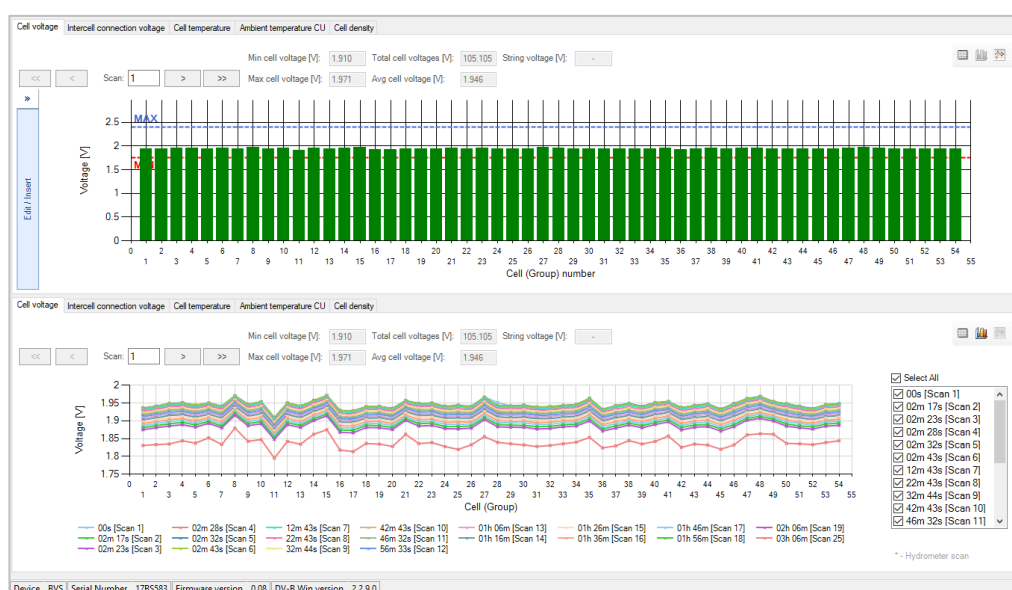 Cell voltage Intercell connection voltage Cell temperature Ambient temperature CU Cell density
Min cell voltage [V]: 1.910 Total cell voltages [V]: 105.105 String voltage [V]: -
<< < Scan: 1 > >> Max cell voltage [V]: 1.971 Avg cell voltage [V]: 1.946
»
Edit / Insert
Voltage [V]
2.5
MAX
2
1.5
1
0.5
0
0 2 4 6 8 10 12 14 16 18 20 22 24 26 28 30 32 34 36 38 40 42 44 46 48 50 52 54
1 3 5 7 9 11 13 15 17 19 21 23 25 27 29 31 33 35 37 39 41 43 45 47 49 51 53 55
Cell (Group) number
Cell voltage Intercell connection voltage Cell temperature Ambient temperature CU Cell density
Min cell voltage [V]: 1.910 Total cell voltages [V]: 105.105 String voltage [V]: -
<< < Scan: 1 > >> Max cell voltage [V]: 1.971 Avg cell voltage [V]: 1.946
Voltage [V]
2
1.95
1.9
1.85
1.8
1.75
0 2 4 6 8 10 12 14 16 18 20 22 24 26 28 30 32 34 36 38 40 42 44 46 48 50 52 54
1 3 5 7 9 11 13 15 17 19 21 23 25 27 29 31 33 35 37 39 41 43 45 47 49 51 53 55
Cell (Group)
Select All
00s [Scan 1]
02m 17s [Scan 2]
02m 23s [Scan 3]
02m 28s [Scan 4]
02m 32s [Scan 5]
02m 43s [Scan 6]
12m 43s [Scan 7]
22m 43s [Scan 8]
32m 44s [Scan 9]
42m 43s [Scan 10]
46m 32s [Scan 11]
00s [Scan 1] 02m 28s [Scan 4] 12m 43s [Scan 7] 42m 43s [Scan 10] 01h 06m [Scan 13] 01h 26m [Scan 15] 01h 46m [Scan 17] 02h 06m [Scan 19]
02m 17s [Scan 2] 02m 32s [Scan 5] 22m 43s [Scan 8] 46m 32s [Scan 11] 01h 16m [Scan 14] 01h 36m [Scan 16] 01h 56m [Scan 18] 03h 06m [Scan 25]
02m 23s [Scan 3] 02m 43s [Scan 6] 32m 44s [Scan 9] 56m 33s [Scan 12]
* - Hydrometer scan
Device BVS Serial Number 17BS583 Firmware version 0.08 DV-B Win version 2.2.9.0